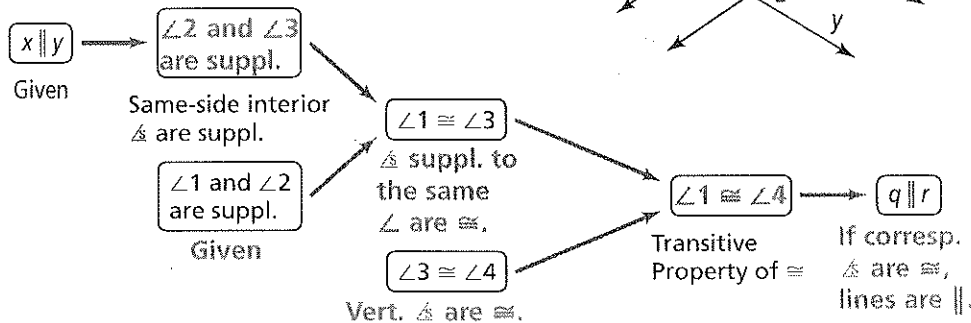 y
x ∥ y
Given
∠2 and ∠3
are suppl.
Same-side interior
∠s are suppl.
∠1 and ∠2
are suppl.
Given
∠1 ≅ ∠3
∠s suppl. to
the same
∠ are ≅.
∠3 ≅ ∠4
Vert. ∠s are ≅.
∠1 ≅ ∠4
Transitive
Property of ≅
q ∥ r
If corresp.
∠s are ≅,
lines are ∥.